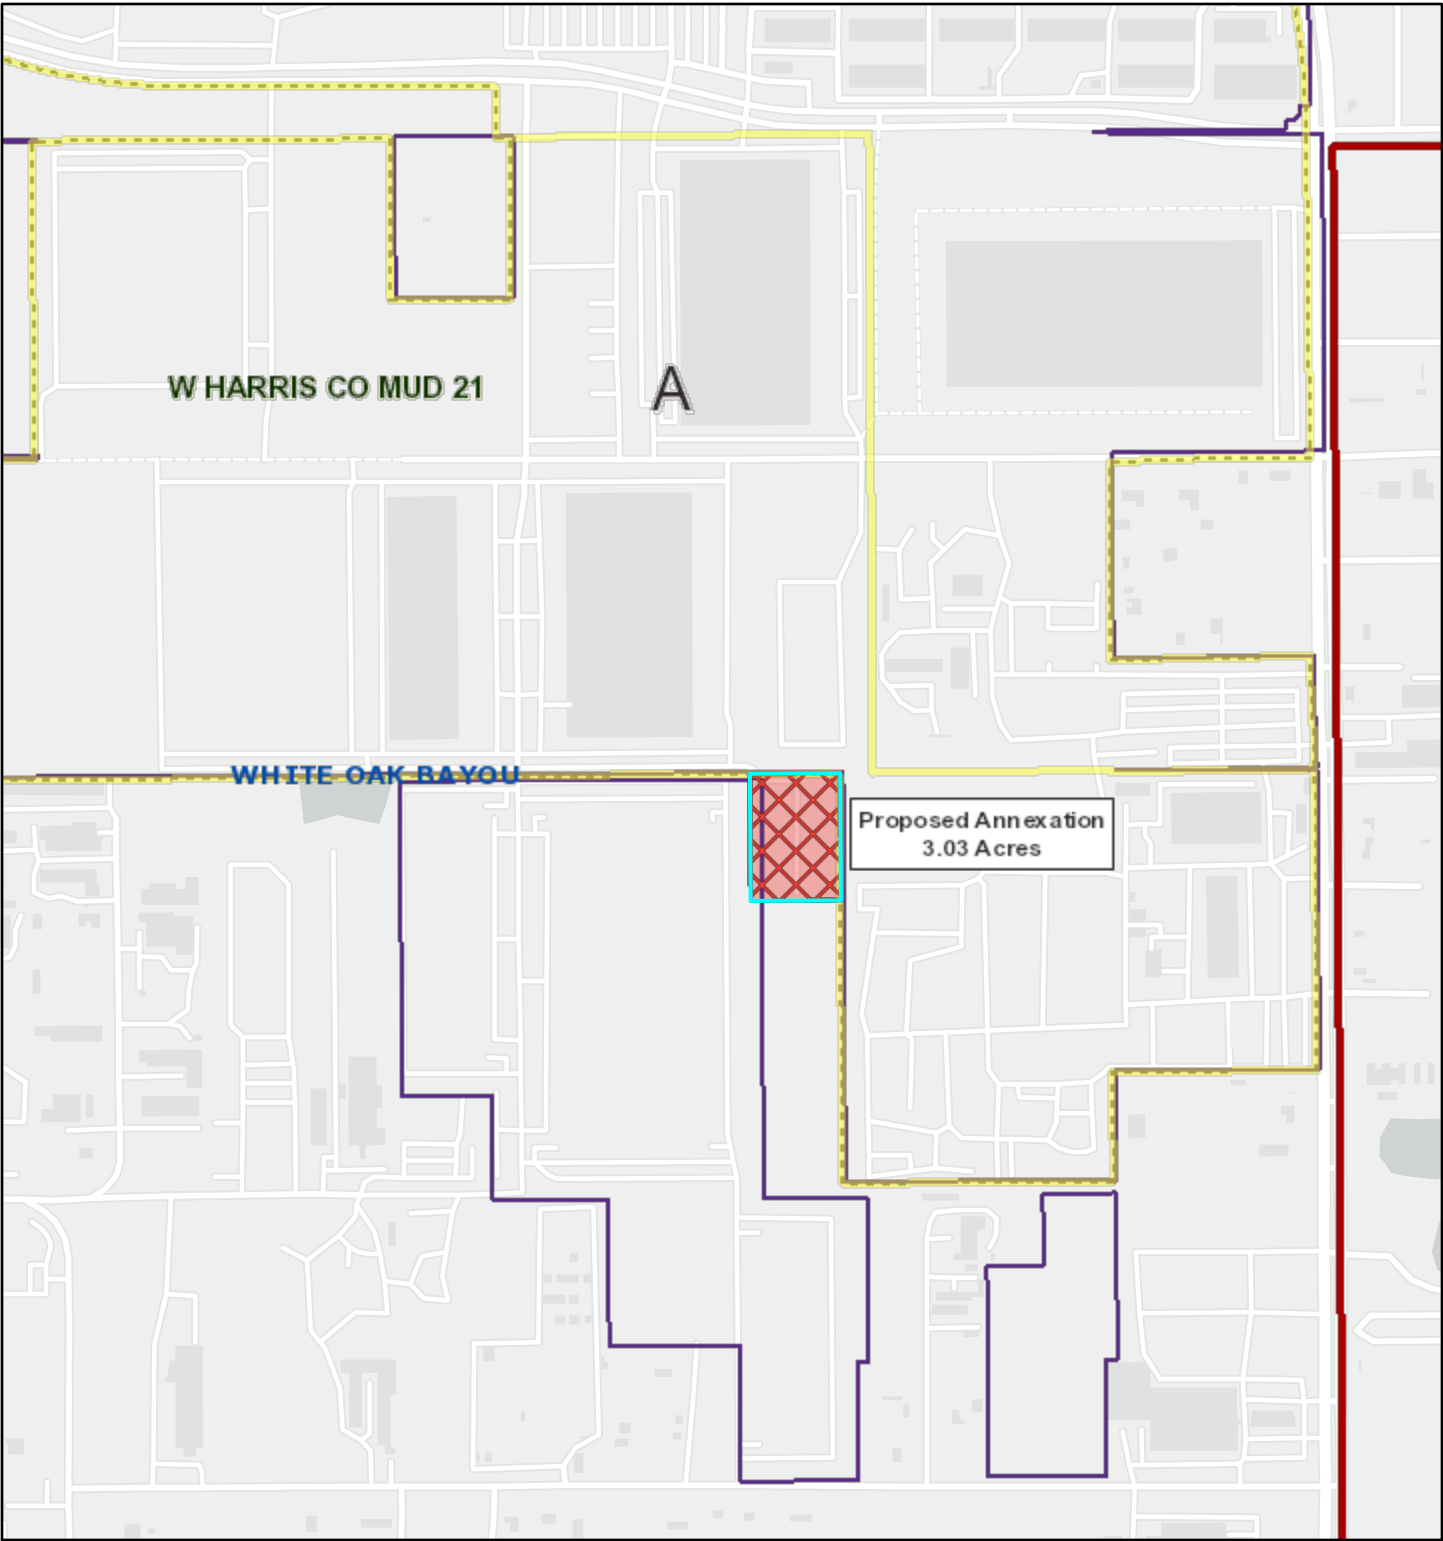 W HARRIS CO MUD 21
A
WHITE OAK BAYOU
Proposed Annexation
3.03 Acres